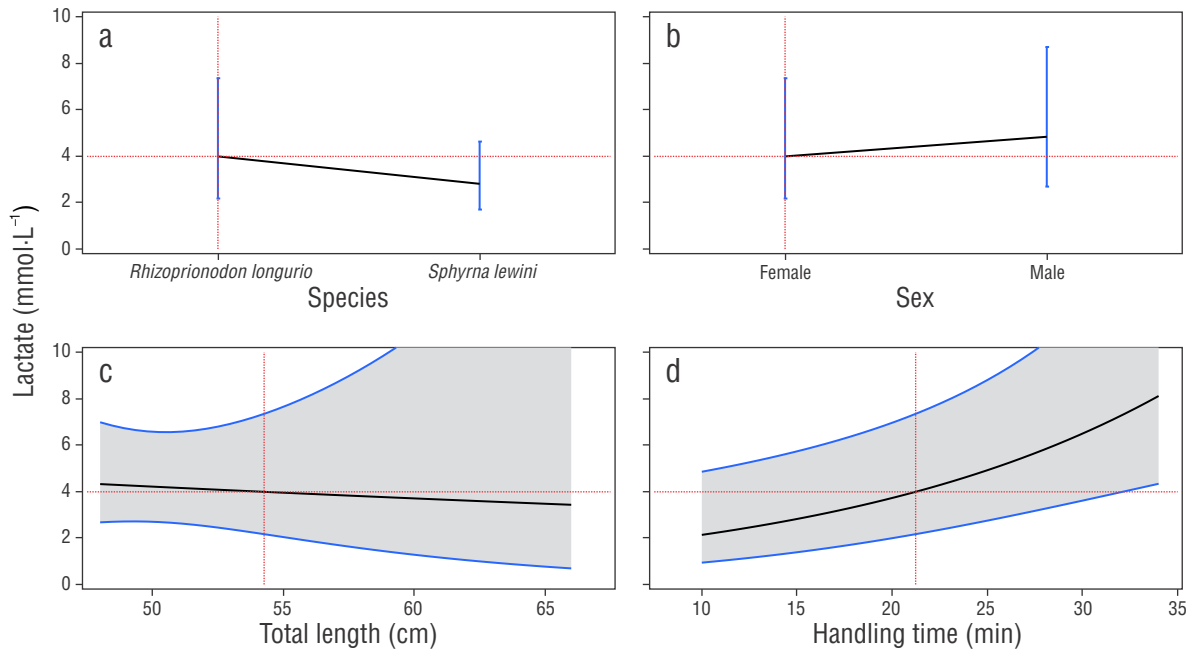 Lactate (mmol·L⁻¹)
a
10
8
6
4
2
0
Rhizoprionodon longurio
Sphyrna lewini
Species
b
Female
Male
Sex
c
10
8
6
4
2
0
50
55
60
65
Total length (cm)
d
10
15
20
25
30
35
Handling time (min)